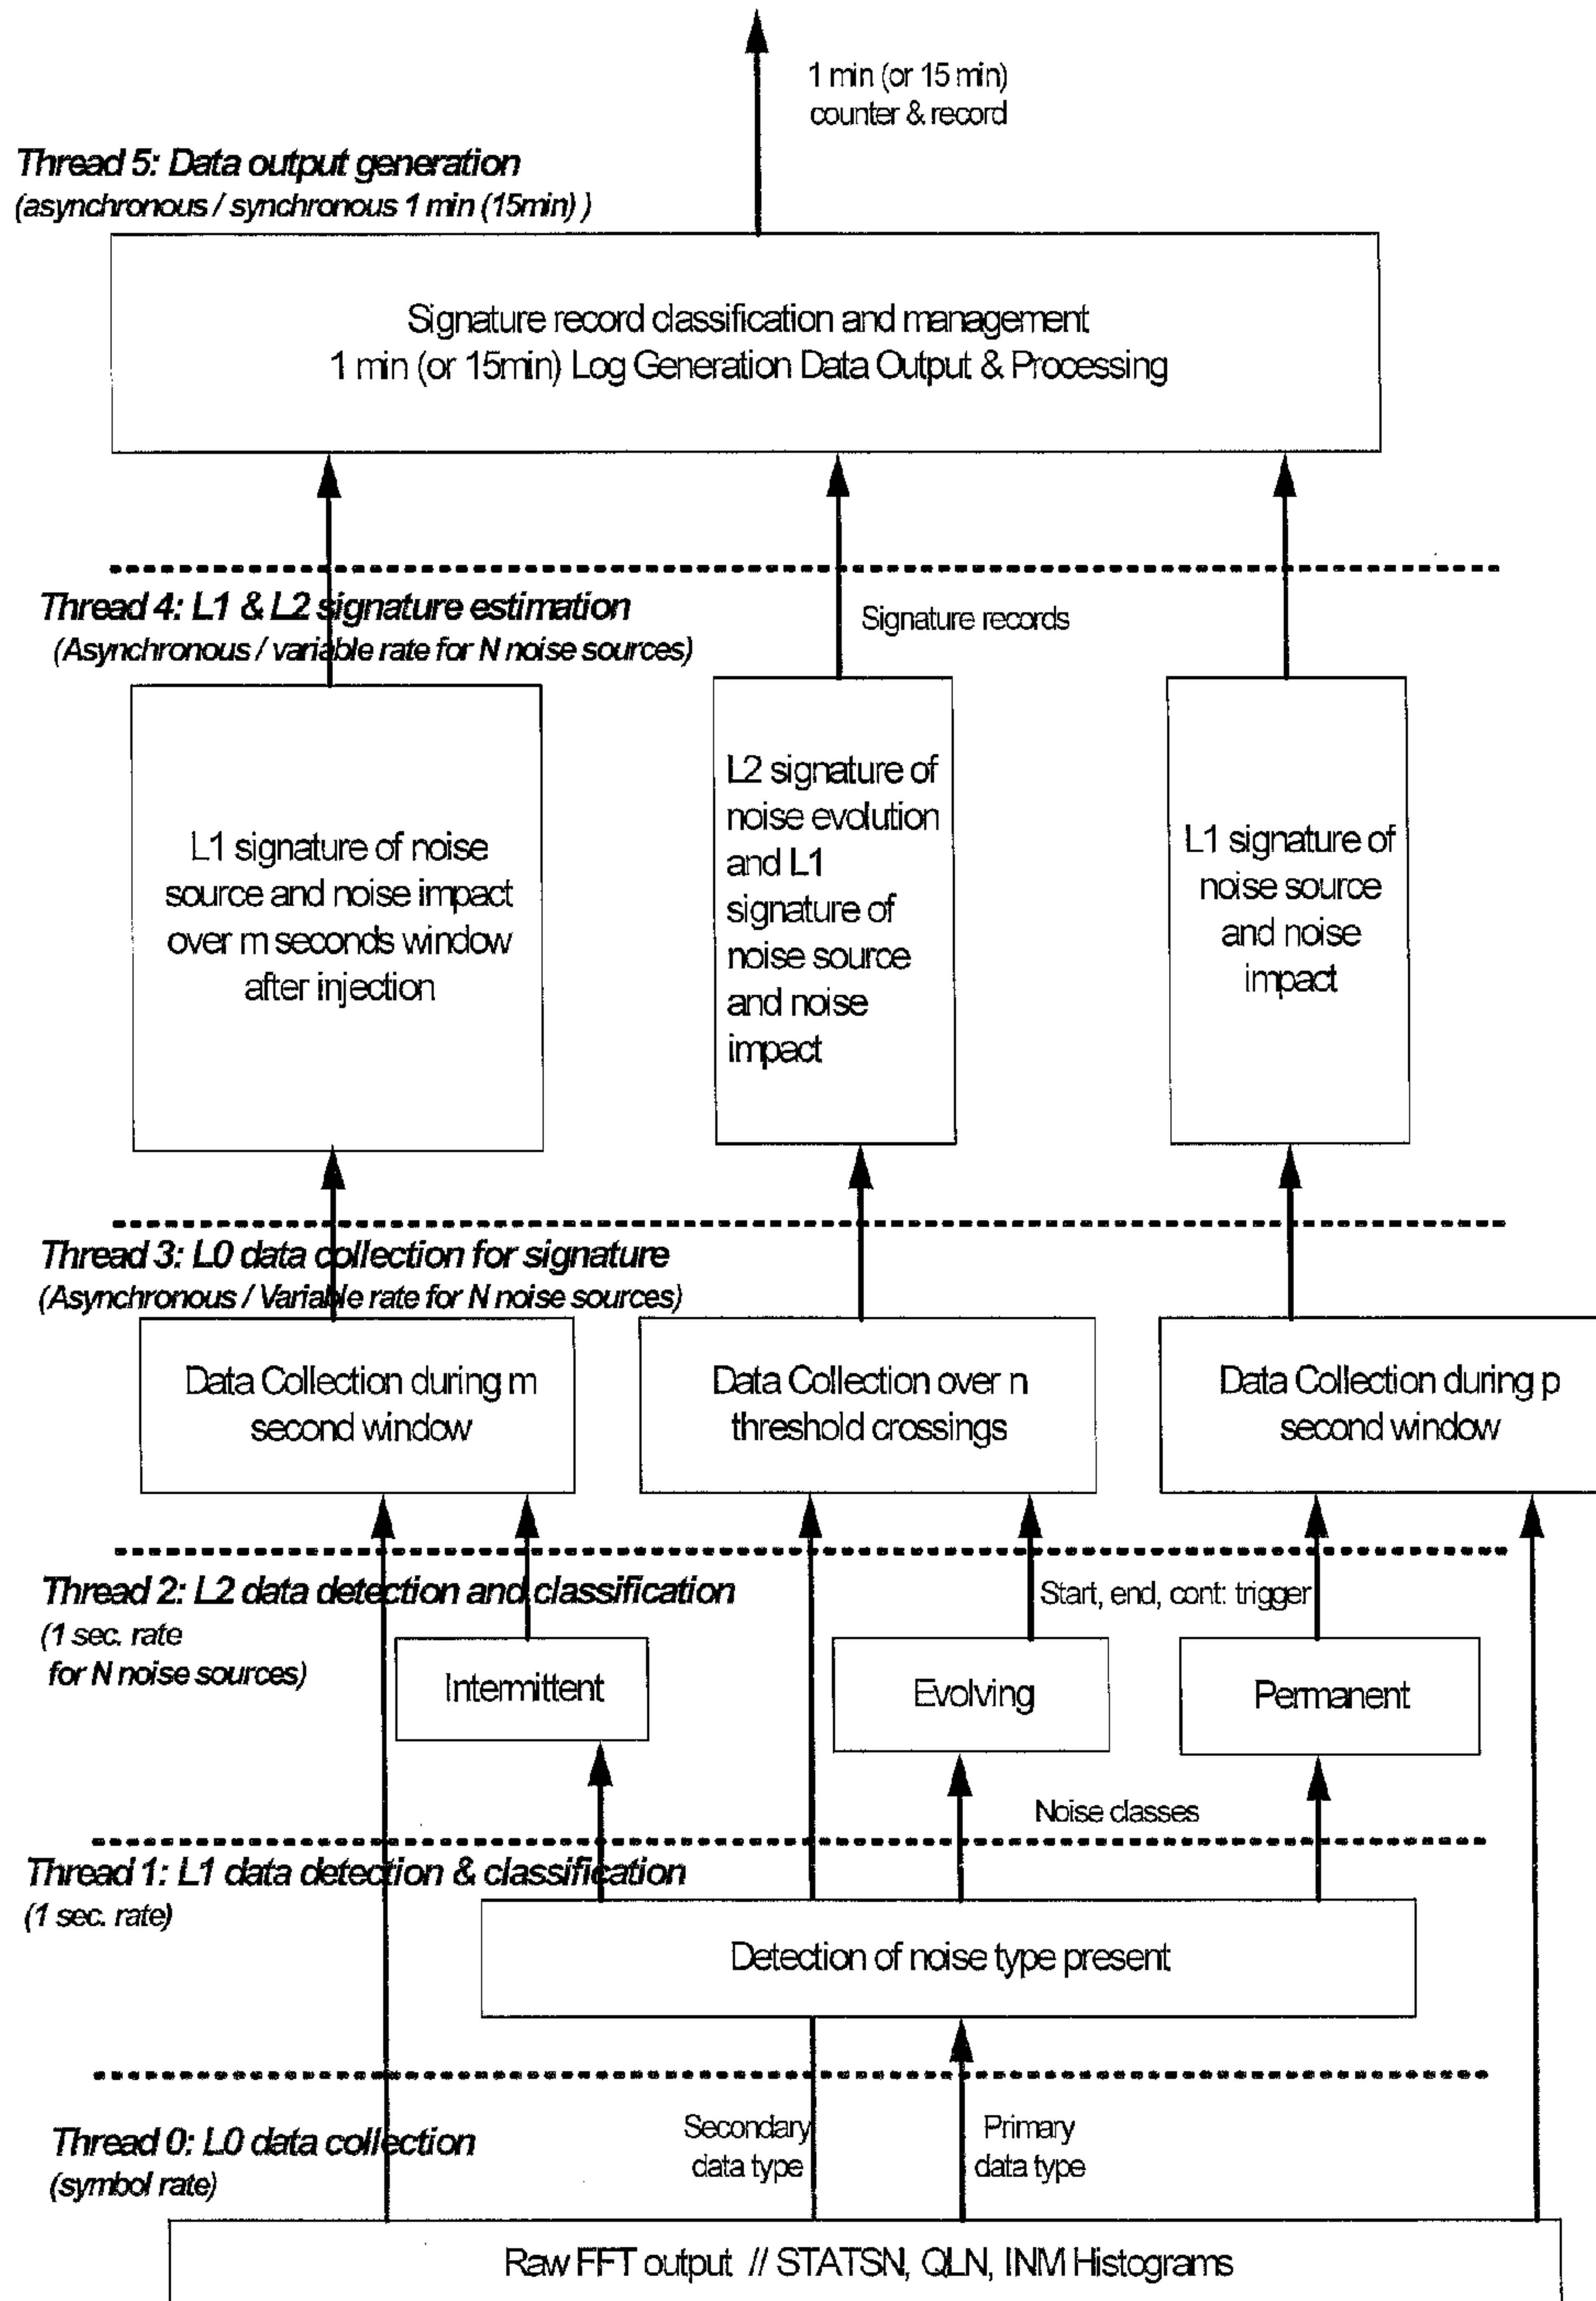 1 min (or 15 min)
counter & record
Thread 5: Data output generation
(asynchronous / synchronous 1 min (15min) )
Signature record classification and management
1 min (or 15min) Log Generation Data Output & Processing
Thread 4: L1 & L2 signature estimation
(Asynchronous / variable rate for N noise sources)
Signature records
L1 signature of noise
source and noise impact
over m seconds window
after injection
L2 signature of
noise evolution
and L1
signature of
noise source
and noise
impact
L1 signature of
noise source
and noise
impact
Thread 3: L0 data collection for signature
(Asynchronous / Variable rate for N noise sources)
Data Collection during m
second window
Data Collection over n
threshold crossings
Data Collection during p
second window
Thread 2: L2 data detection and classification
(1 sec. rate
for N noise sources)
Start, end, cont: trigger
Intermittent
Evolving
Permanent
Noise classes
Thread 1: L1 data detection & classification
(1 sec. rate)
Detection of noise type present
Thread 0: L0 data collection
(symbol rate)
Secondary
data type
Primary
data type
Raw FFT output // STATSN, QLN, INM Histograms